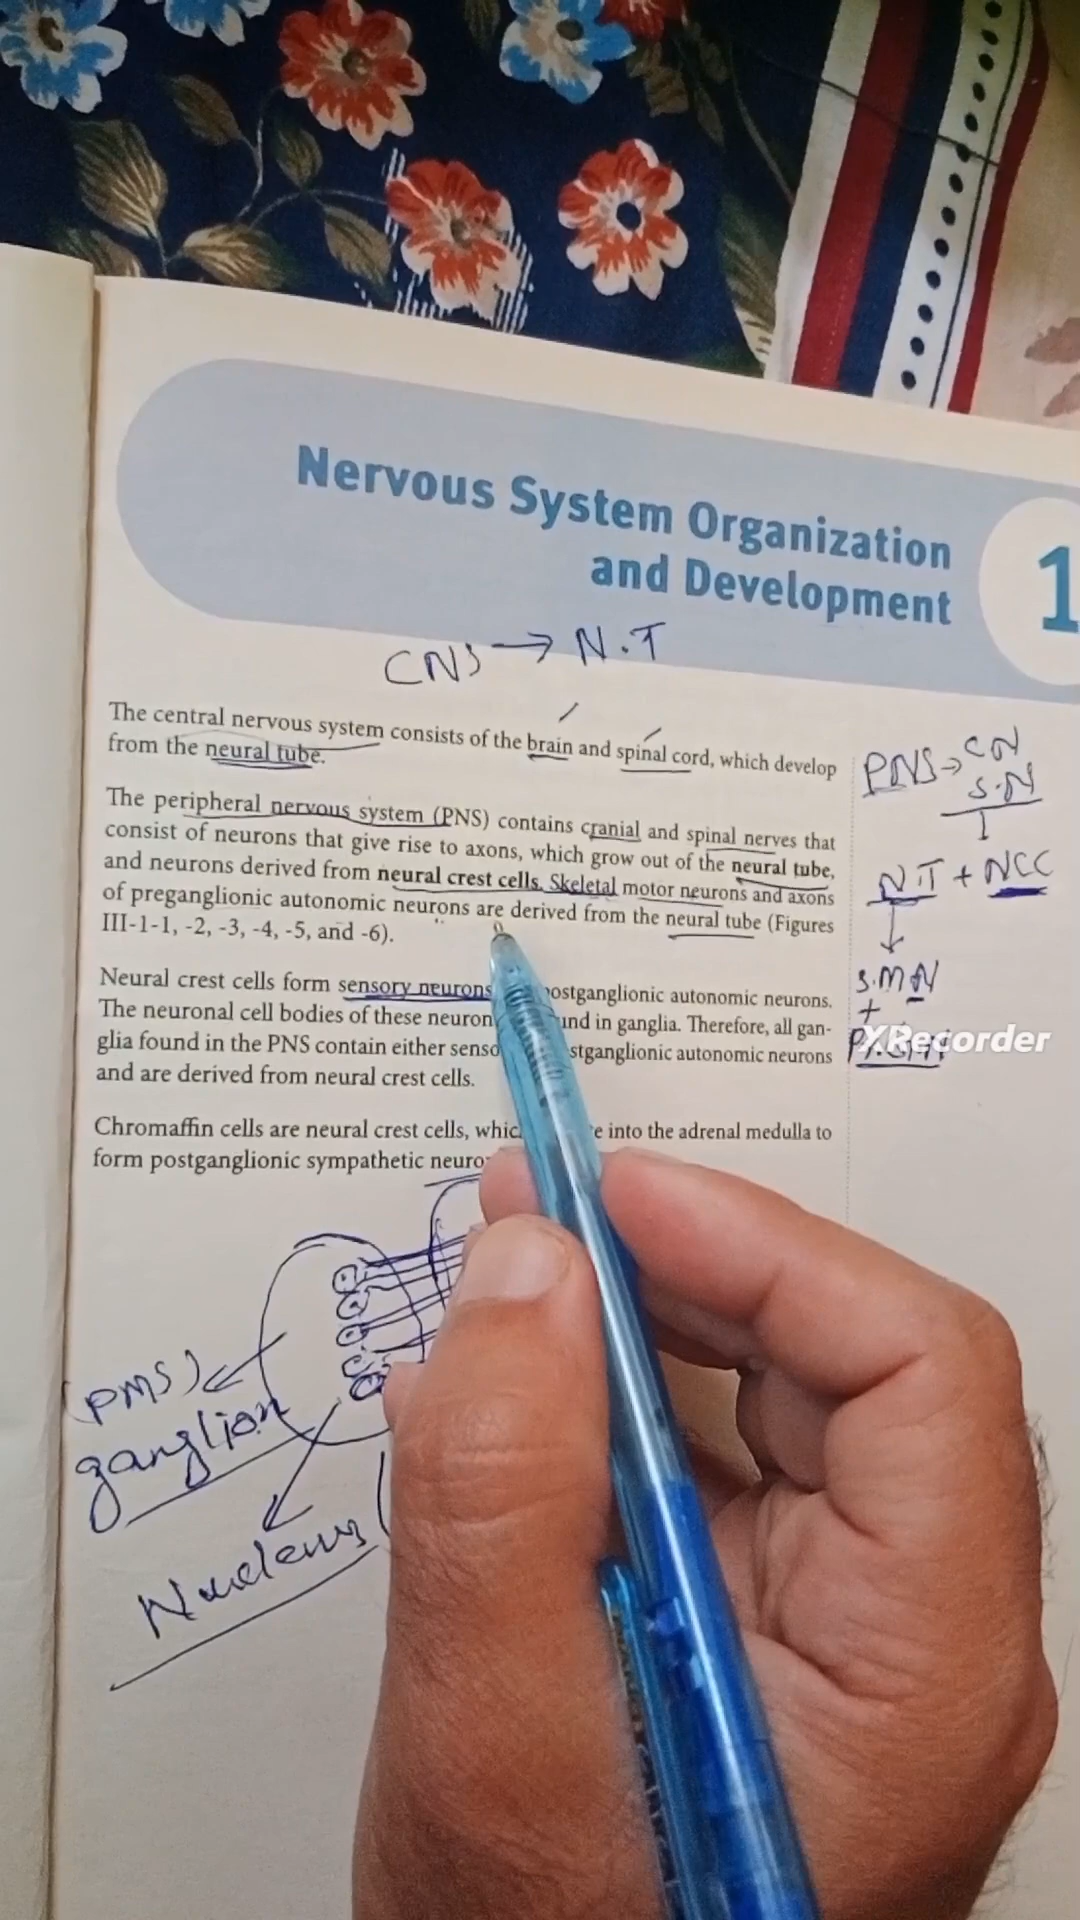 Nervous System Organization
and Development
1
CNS → N.T
The central nervous system consists of the brain and spinal cord, which develop
from the neural tube.
The peripheral nervous system (PNS) contains cranial and spinal nerves that
consist of neurons that give rise to axons, which grow out of the neural tube,
and neurons derived from neural crest cells. Skeletal motor neurons and axons
of preganglionic autonomic neurons are derived from the neural tube (Figures
III-1-1, -2, -3, -4, -5, and -6).
Neural crest cells form sensory neurons ostganglionic autonomic neurons.
The neuronal cell bodies of these neuron und in ganglia. Therefore, all gan-
glia found in the PNS contain either senso stganglionic autonomic neurons
and are derived from neural crest cells.
Chromaffin cells are neural crest cells, whic e into the adrenal medulla to
form postganglionic sympathetic neuro
PNS → CN
S.N
N.T + NCC
S.M N
+
XRecorder
(PMS)
ganglion